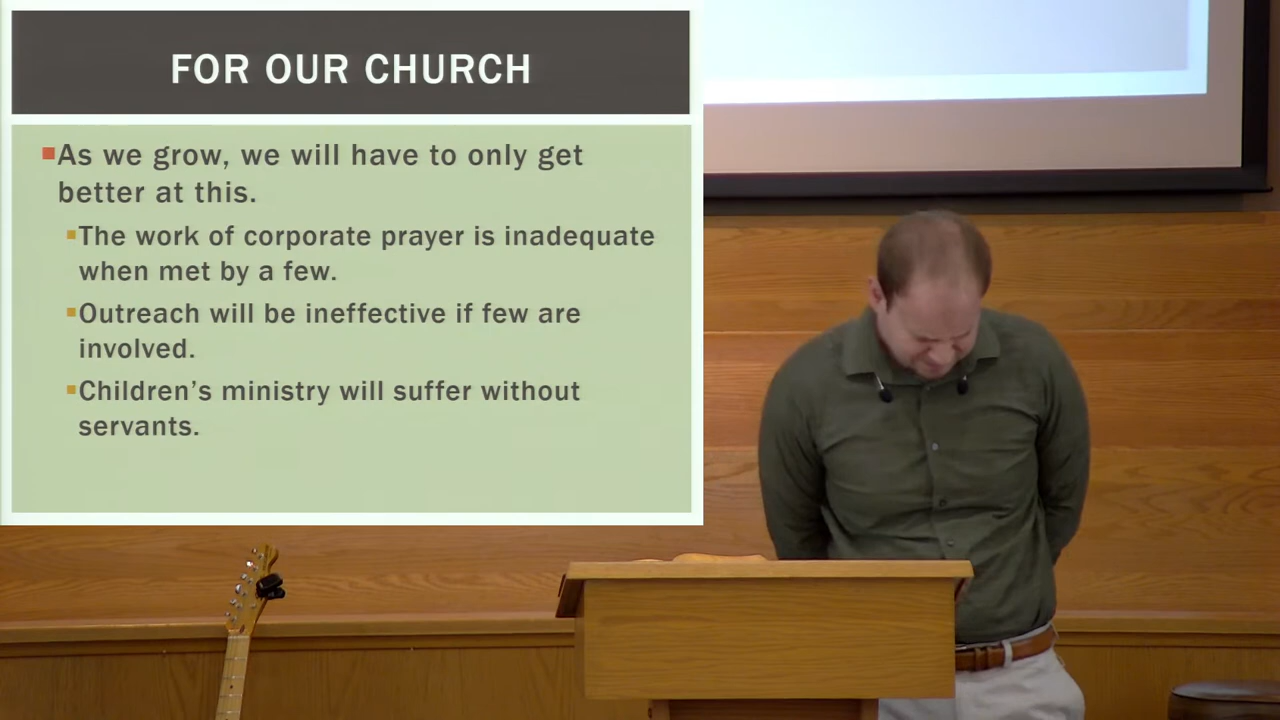 FOR OUR CHURCH
As we grow, we will have to only get
better at this.
The work of corporate prayer is inadequate
when met by a few.
Outreach will be ineffective if few are
involved.
Children's ministry will suffer without
servants.